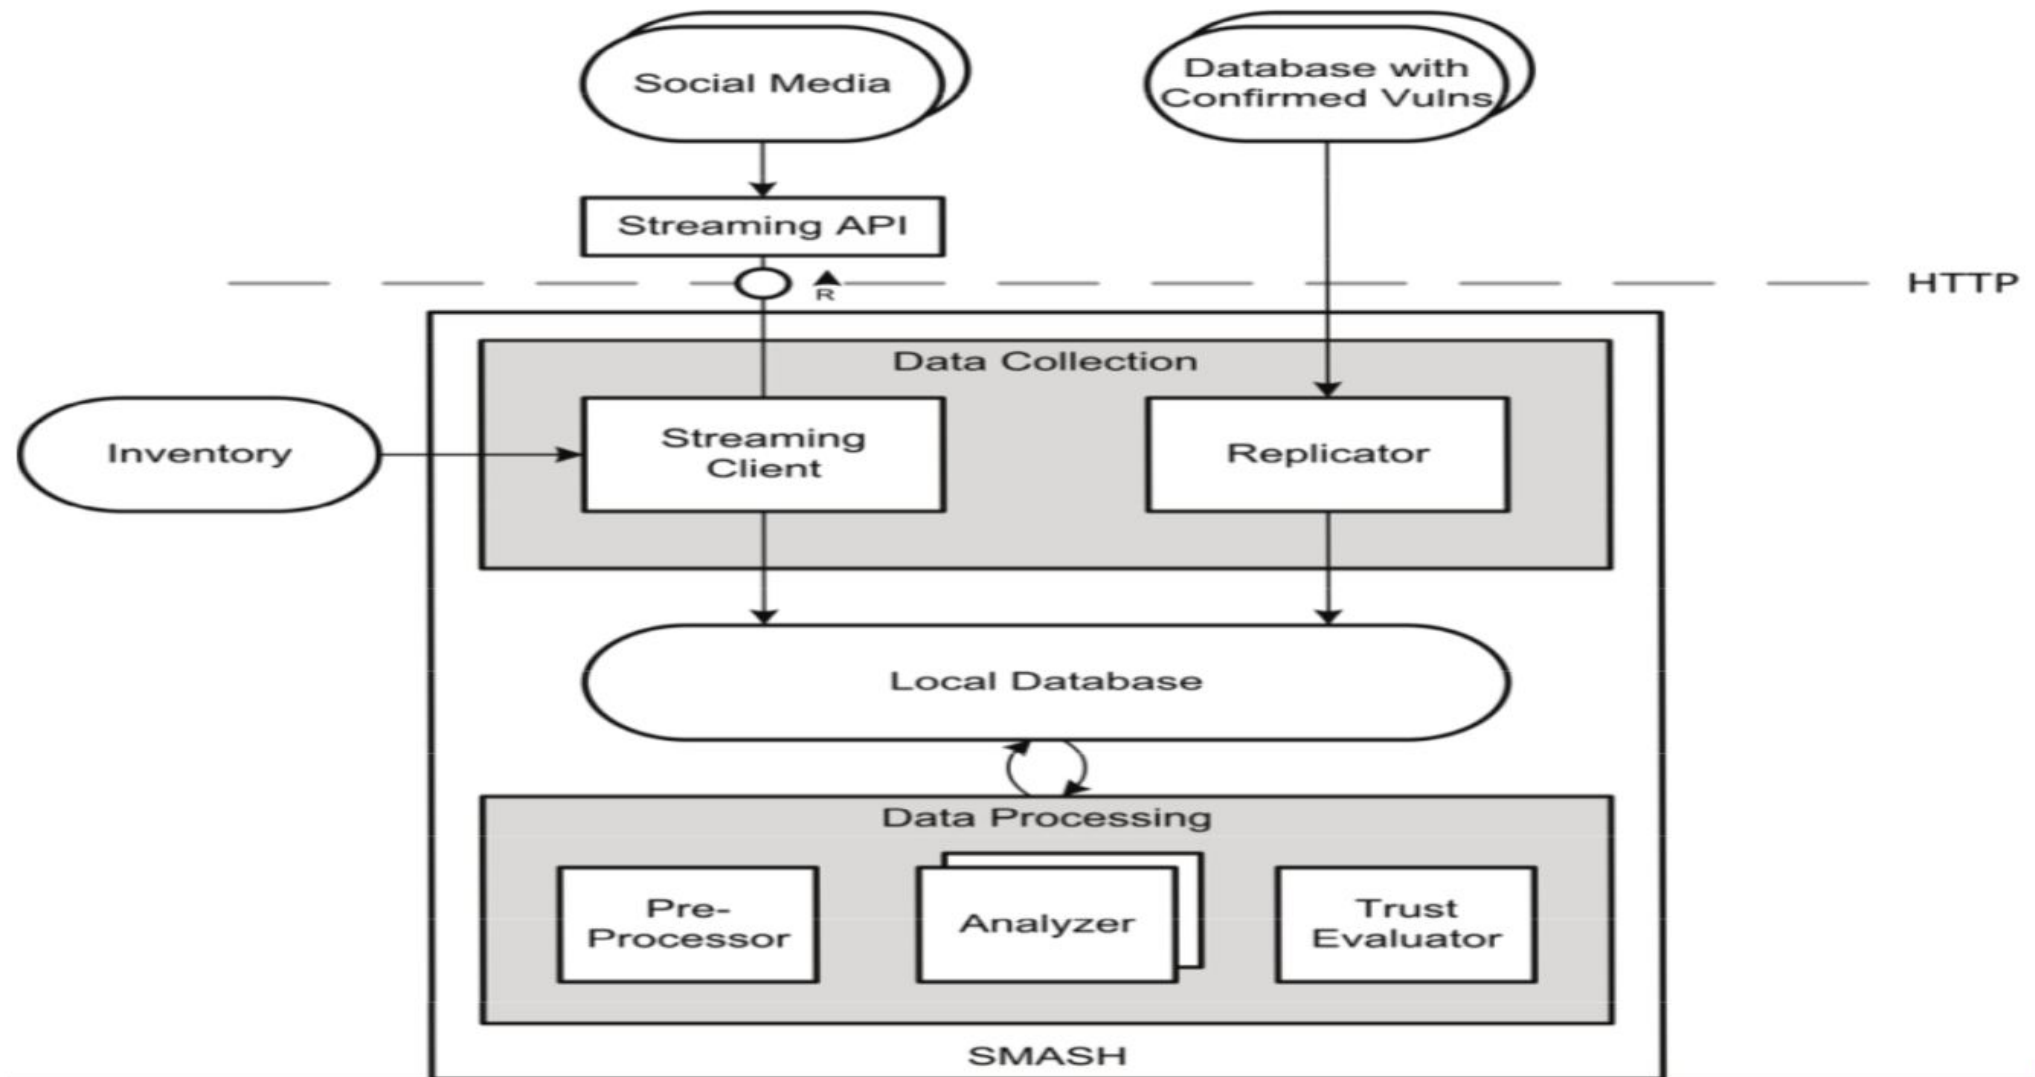 Social Media
Database with
Confirmed Vulns
Streaming API
R
HTTP
Data Collection
Inventory
Streaming
Client
Replicator
Local Database
Data Processing
Pre-
Processor
Analyzer
Trust
Evaluator
SMASH